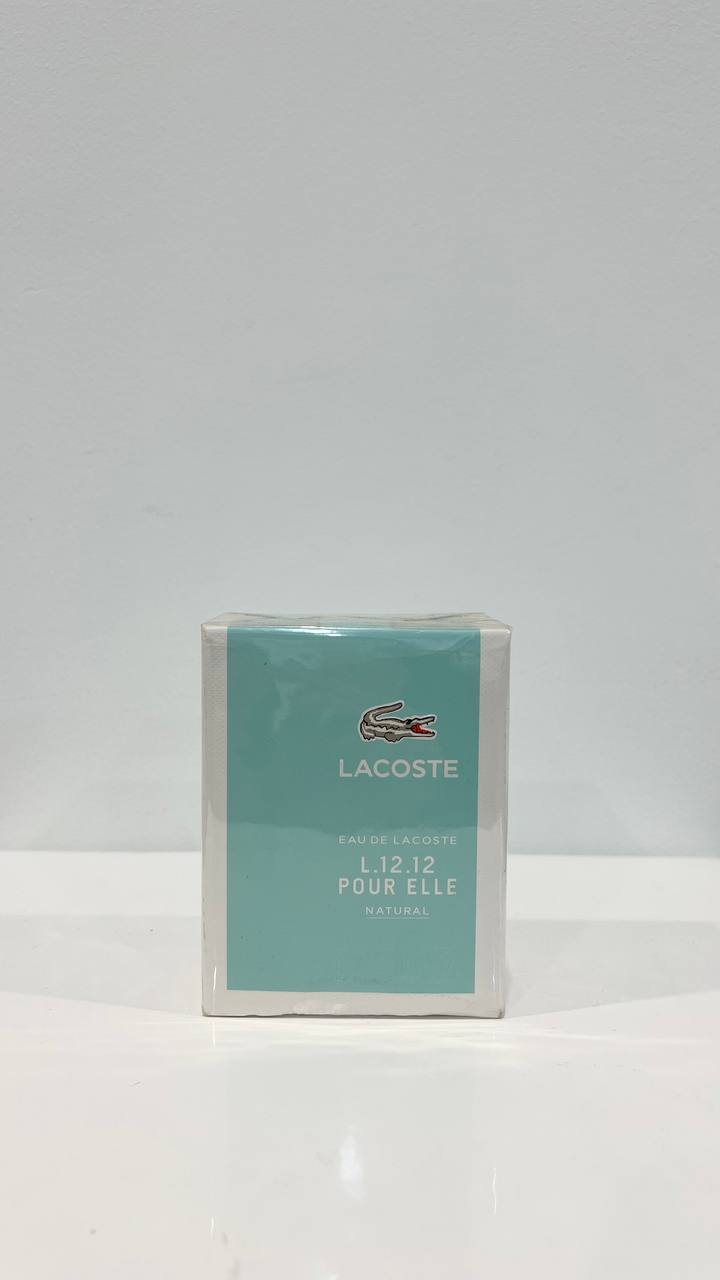 LACOSTE
EAU DE LACOSTE
L.12.12
POUR ELLE
NATURAL